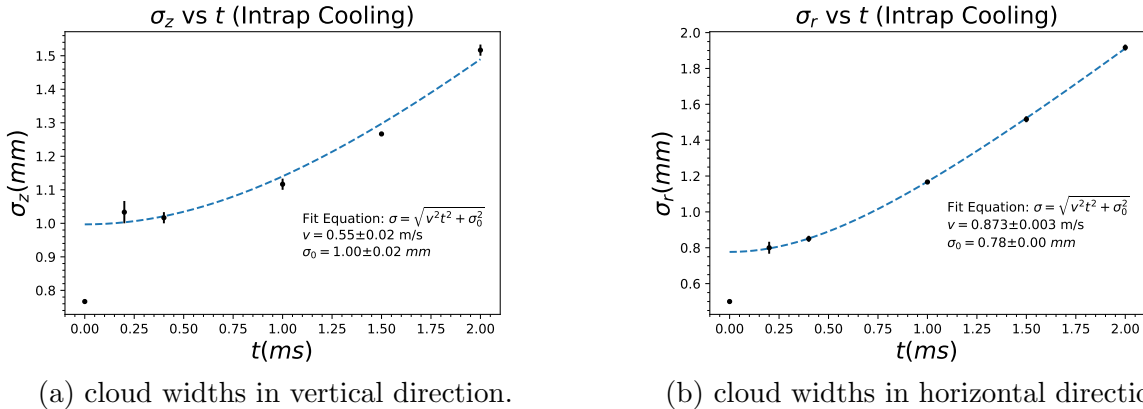 σz vs t (Intrap Cooling)
σz(mm)
1.5
1.4
1.3
1.2
1.1
1.0
0.9
0.8
Fit Equation: σ = √v²t² + σ₀²
v = 0.55±0.02 m/s
σ₀ = 1.00±0.02 mm
0.00 0.25 0.50 0.75 1.00 1.25 1.50 1.75 2.00
t(ms)
(a) cloud widths in vertical direction.
σr vs t (Intrap Cooling)
σr(mm)
2.0
1.8
1.6
1.4
1.2
1.0
0.8
0.6
Fit Equation: σ = √v²t² + σ₀²
v = 0.873±0.003 m/s
σ₀ = 0.78±0.00 mm
0.00 0.25 0.50 0.75 1.00 1.25 1.50 1.75 2.00
t(ms)
(b) cloud widths in horizontal directio